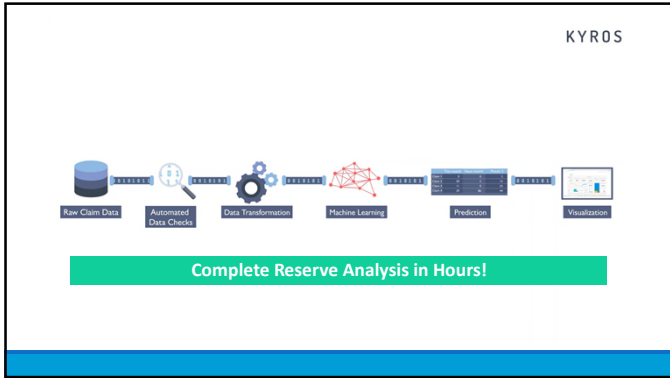 KYROS
Raw Claim Data
Automated
Data Checks
Data Transformation
Machine Learning
Prediction
Visualization
Complete Reserve Analysis in Hours!